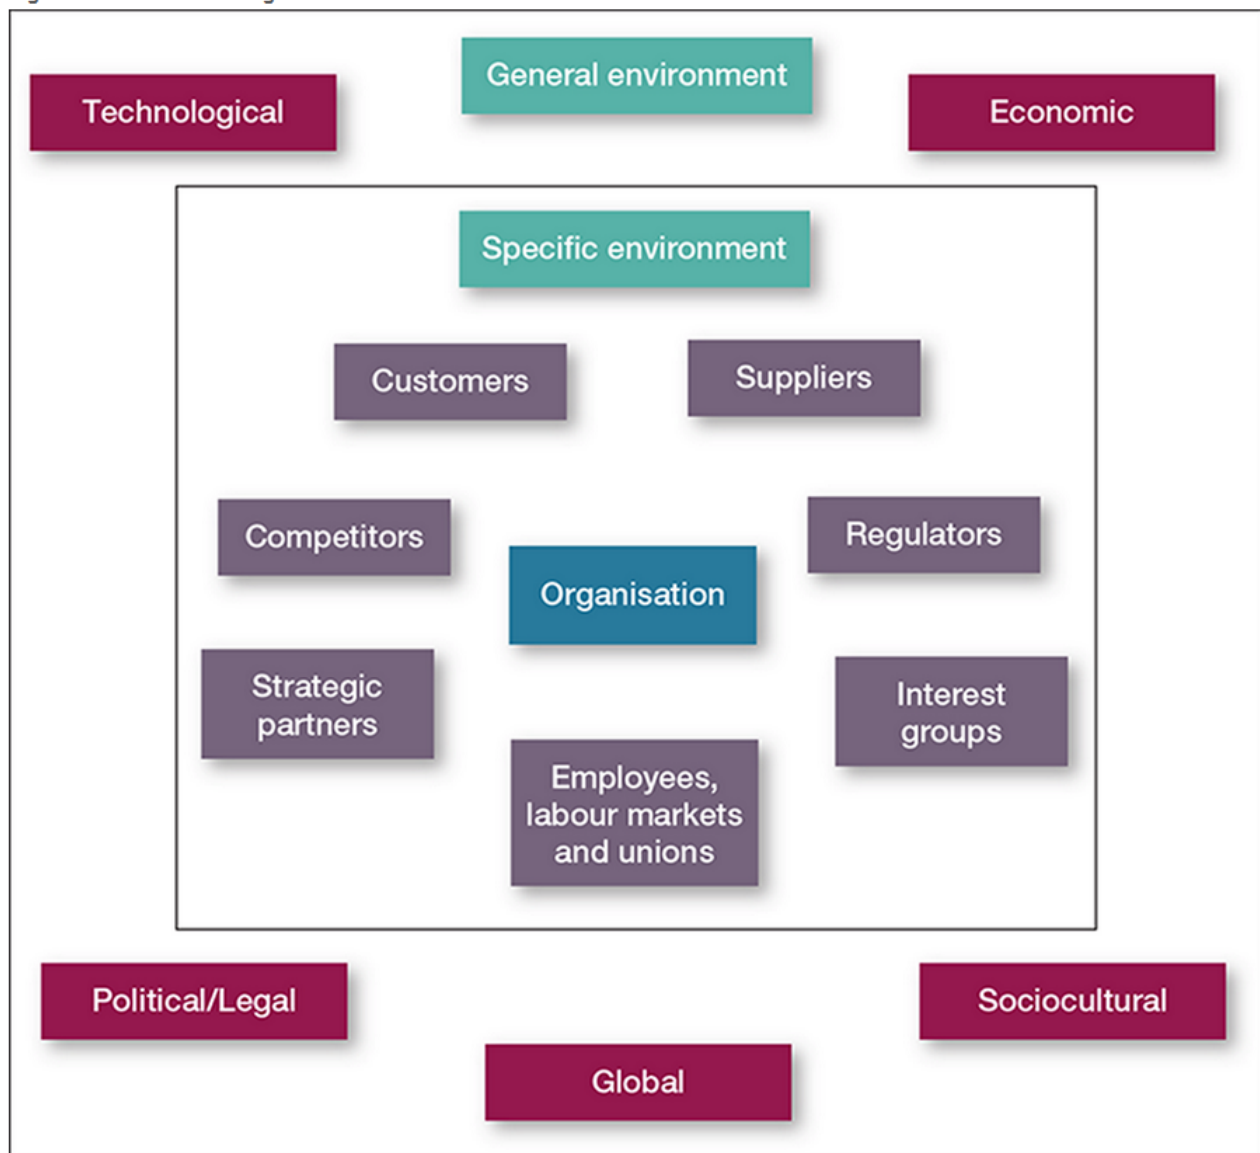 General environment
Technological
Economic
Specific environment
Customers
Suppliers
Competitors
Regulators
Organisation
Strategic
partners
Interest
groups
Employees,
labour markets
and unions
Political/Legal
Sociocultural
Global